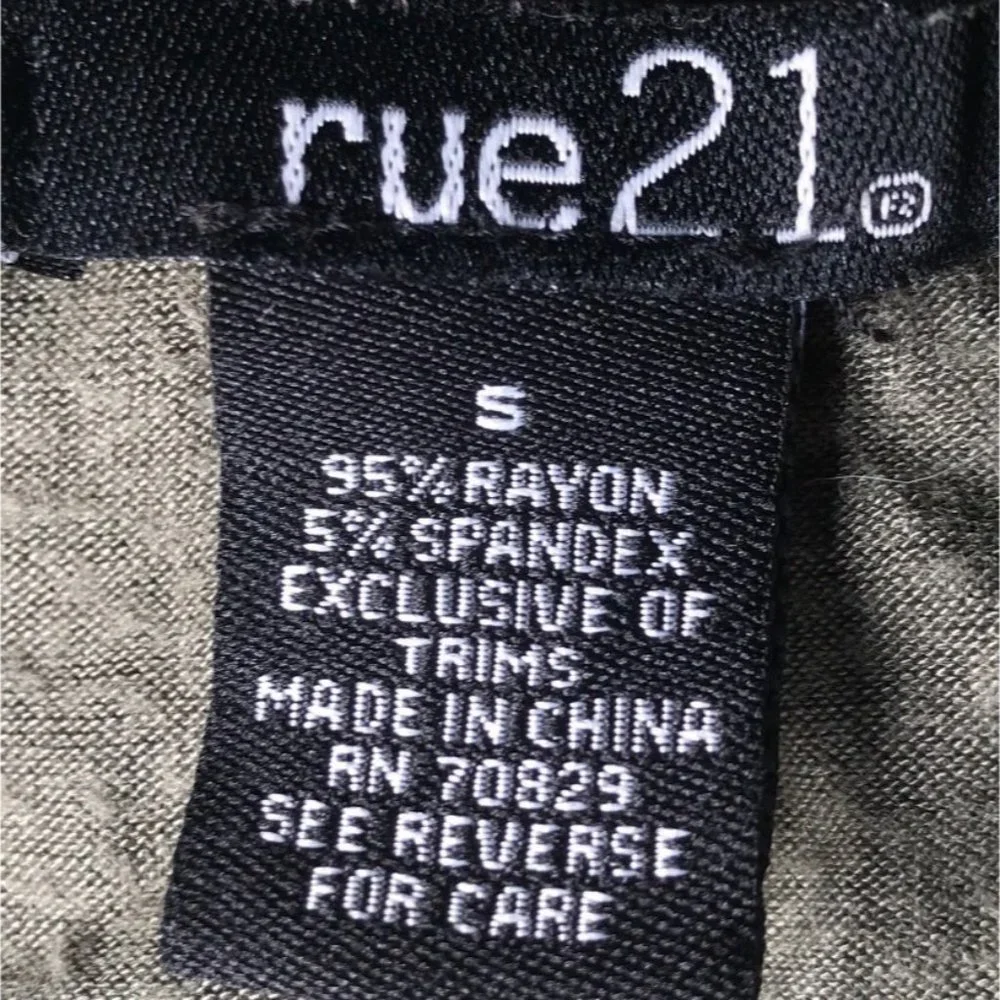 rue21®
S
95% RAYON
5% SPANDEX
EXCLUSIVE OF
TRIMS
MADE IN CHINA
RN 70829
SEE REVERSE
FOR CARE